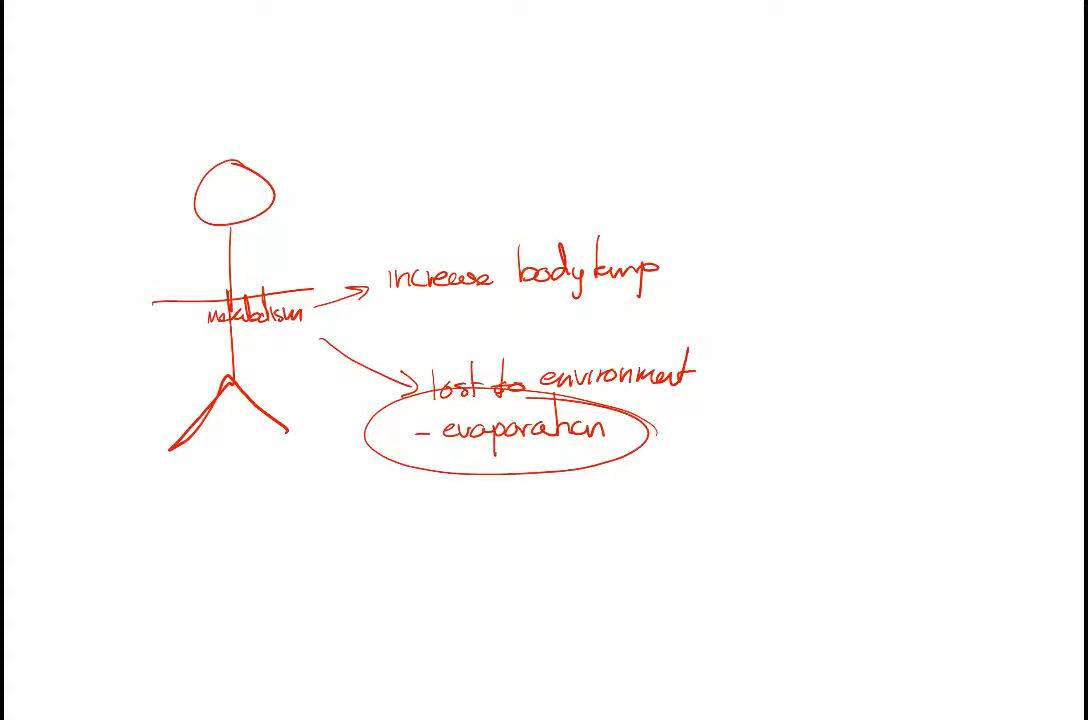 increase body temp
metabolism
lost to environment
- evaporation